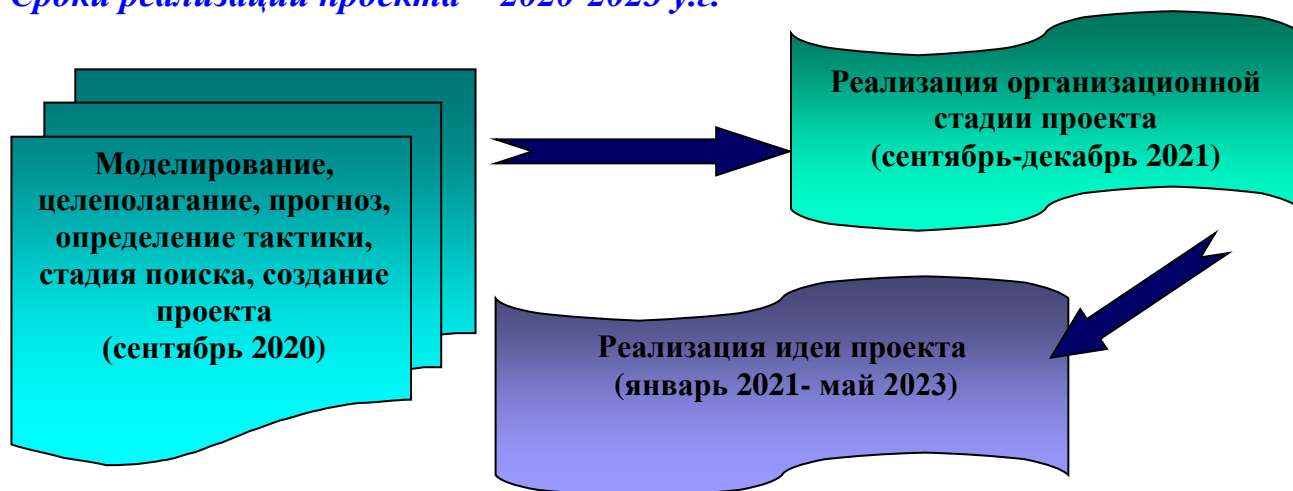 Сроки реализации проекта – 2020-2023 у.г.
Моделирование,
целеполагание, прогноз,
определение тактики,
стадия поиска, создание
проекта
(сентябрь 2020)
Реализация организационной
стадии проекта
(сентябрь-декабрь 2021)
Реализация идеи проекта
(январь 2021- май 2023)